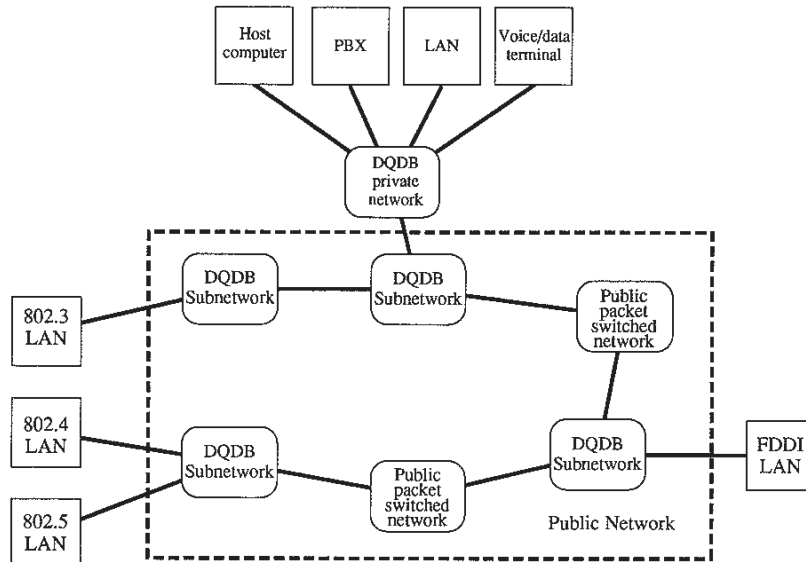 Host
computer
PBX
LAN
Voice/data
terminal
DQDB
private
network
DQDB
Subnetwork
DQDB
Subnetwork
Public
packet
switched
network
802.3
LAN
802.4
LAN
DQDB
Subnetwork
Public
packet
switched
network
DQDB
Subnetwork
FDDI
LAN
802.5
LAN
Public Network